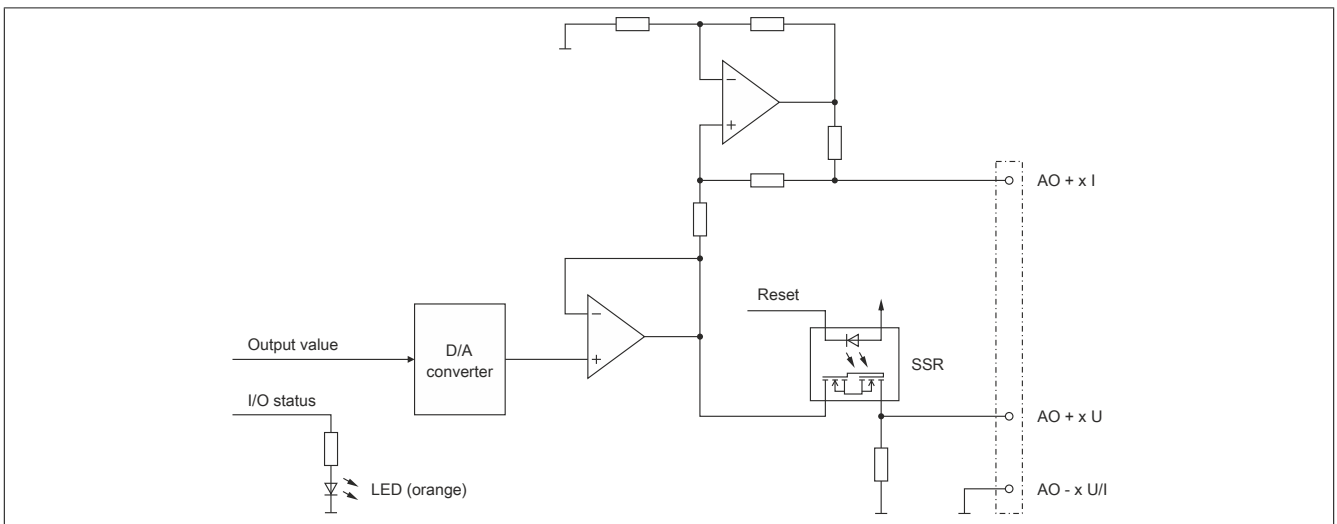 AO + x I
Reset
Output value
D/A
converter
SSR
I/O status
AO + x U
LED (orange)
AO - x U/I